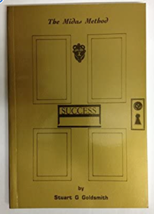 The Midas Method
SUCCESS
by
Stuart G Goldsmith